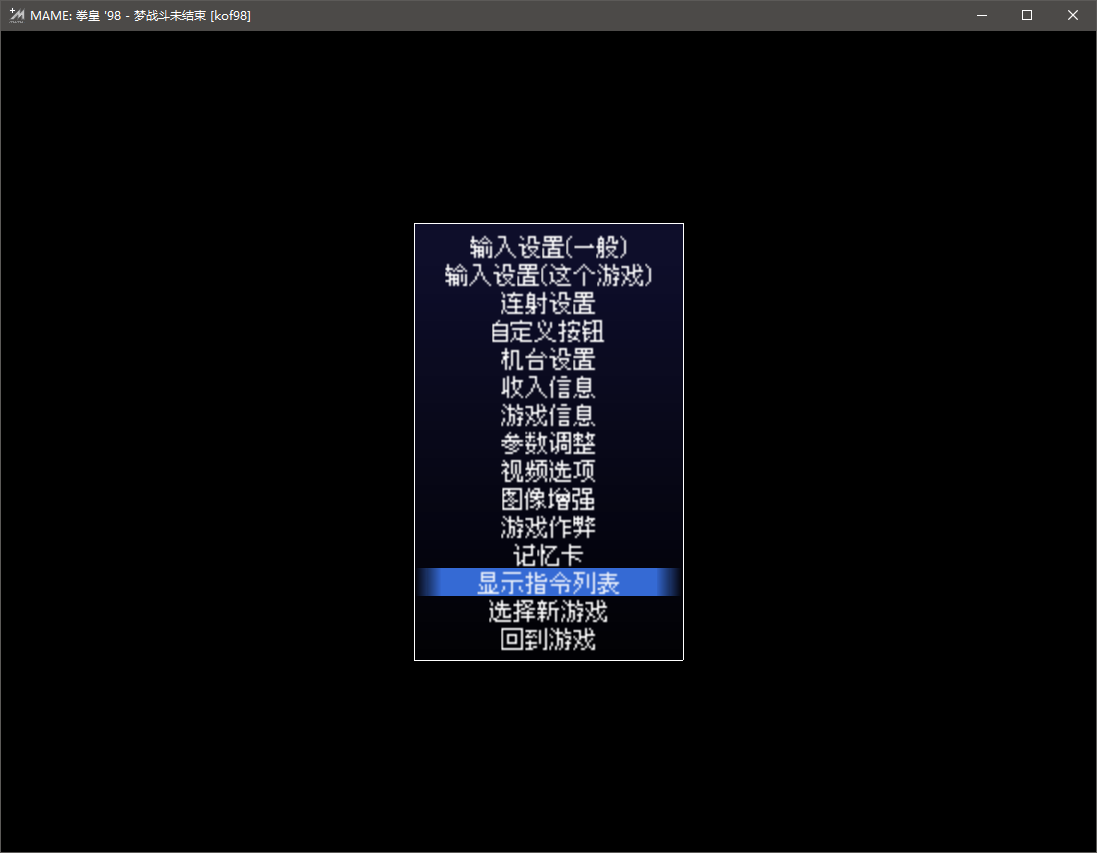 MAME: 拳皇 '98 - 梦战斗未结束 [kof98]
输入设置(一般)
输入设置(这个游戏)
连射设置
自定义按钮
机台设置
收入信息
游戏信息
参数调整
视频选项
图像增强
游戏作弊
记忆卡
显示指令列表
选择新游戏
回到游戏